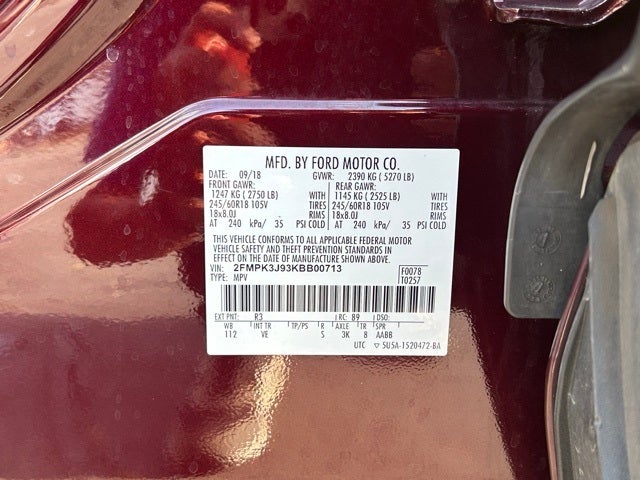 MFD. BY FORD MOTOR CO.
DATE: 09/18 GVWR: 2390 KG ( 5270 LB)
FRONT GAWR: REAR GAWR:
1247 KG ( 2750 LB) WITH 1145 KG ( 2525 LB) WITH
245/60R18 105V TIRES 245/60R18 105V TIRES
18x8.0J RIMS 18x8.0J RIMS
AT 240 kPa/ 35 PSI COLD AT 240 kPa/ 35 PSI COLD
THIS VEHICLE CONFORMS TO ALL APPLICABLE FEDERAL MOTOR
VEHICLE SAFETY AND THEFT PREVENTION STANDARDS IN
EFFECT ON THE DATE OF MANUFACTURE SHOWN ABOVE.
VIN: 2FMPK3J93KBB00713 F0078
TYPE: MPV T0257
EXT PNT: R3 RC: 89 DSO:
WB INT TR TP/PS R AXLE TR SPR
112 VE S 3K 8 AABB
UTC ▽ 5U5A-1520472-BA